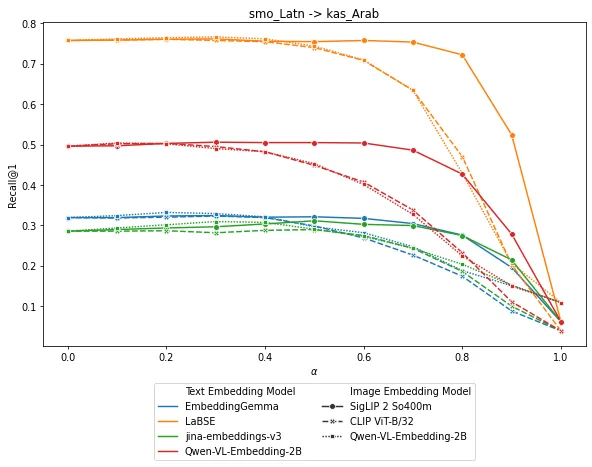 smo_Latn -> kas_Arab
Recall@1
0.8
0.7
0.6
0.5
0.4
0.3
0.2
0.1
0.0 0.2 0.4 0.6 0.8 1.0
α
Text Embedding Model Image Embedding Model
EmbeddingGemma SigLIP 2 So400m
LaBSE CLIP ViT-B/32
jina-embeddings-v3 Qwen-VL-Embedding-2B
Qwen-VL-Embedding-2B